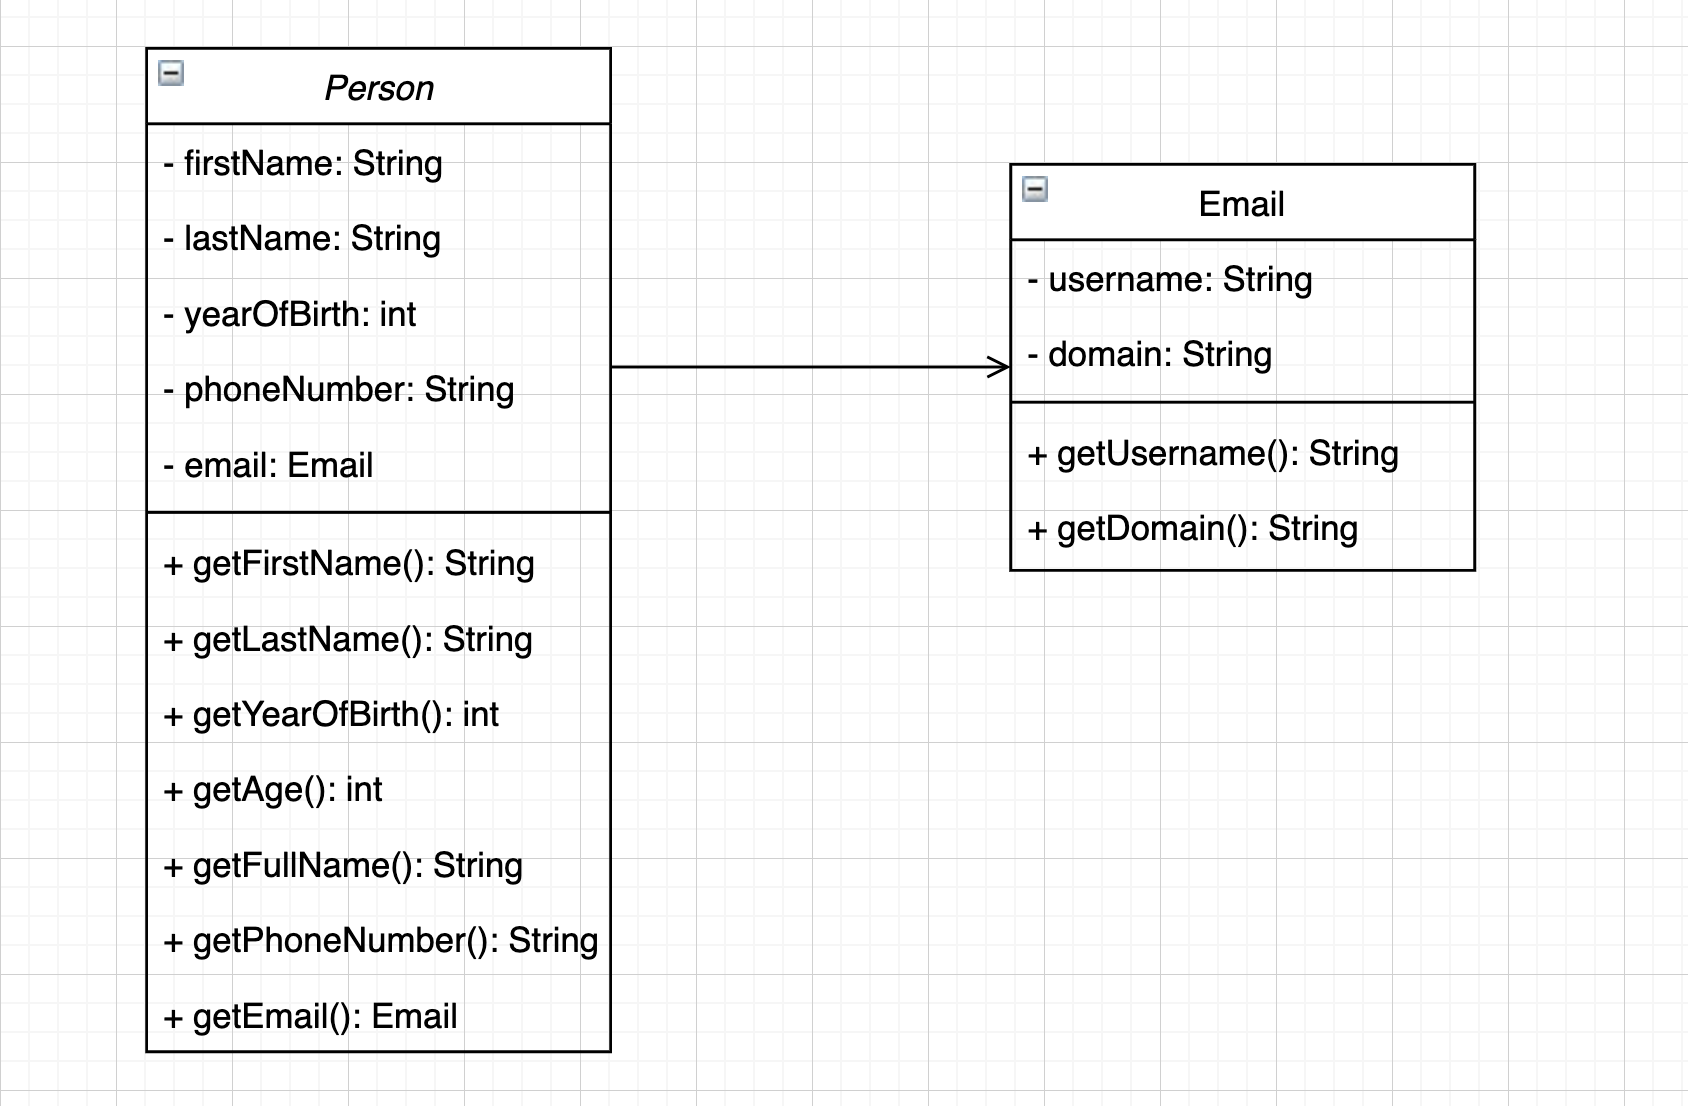 Person
- firstName: String
- lastName: String
- yearOfBirth: int
- phoneNumber: String
- email: Email
+ getFirstName(): String
+ getLastName(): String
+ getYearOfBirth(): int
+ getAge(): int
+ getFullName(): String
+ getPhoneNumber(): String
+ getEmail(): Email
Email
- username: String
- domain: String
+ getUsername(): String
+ getDomain(): String